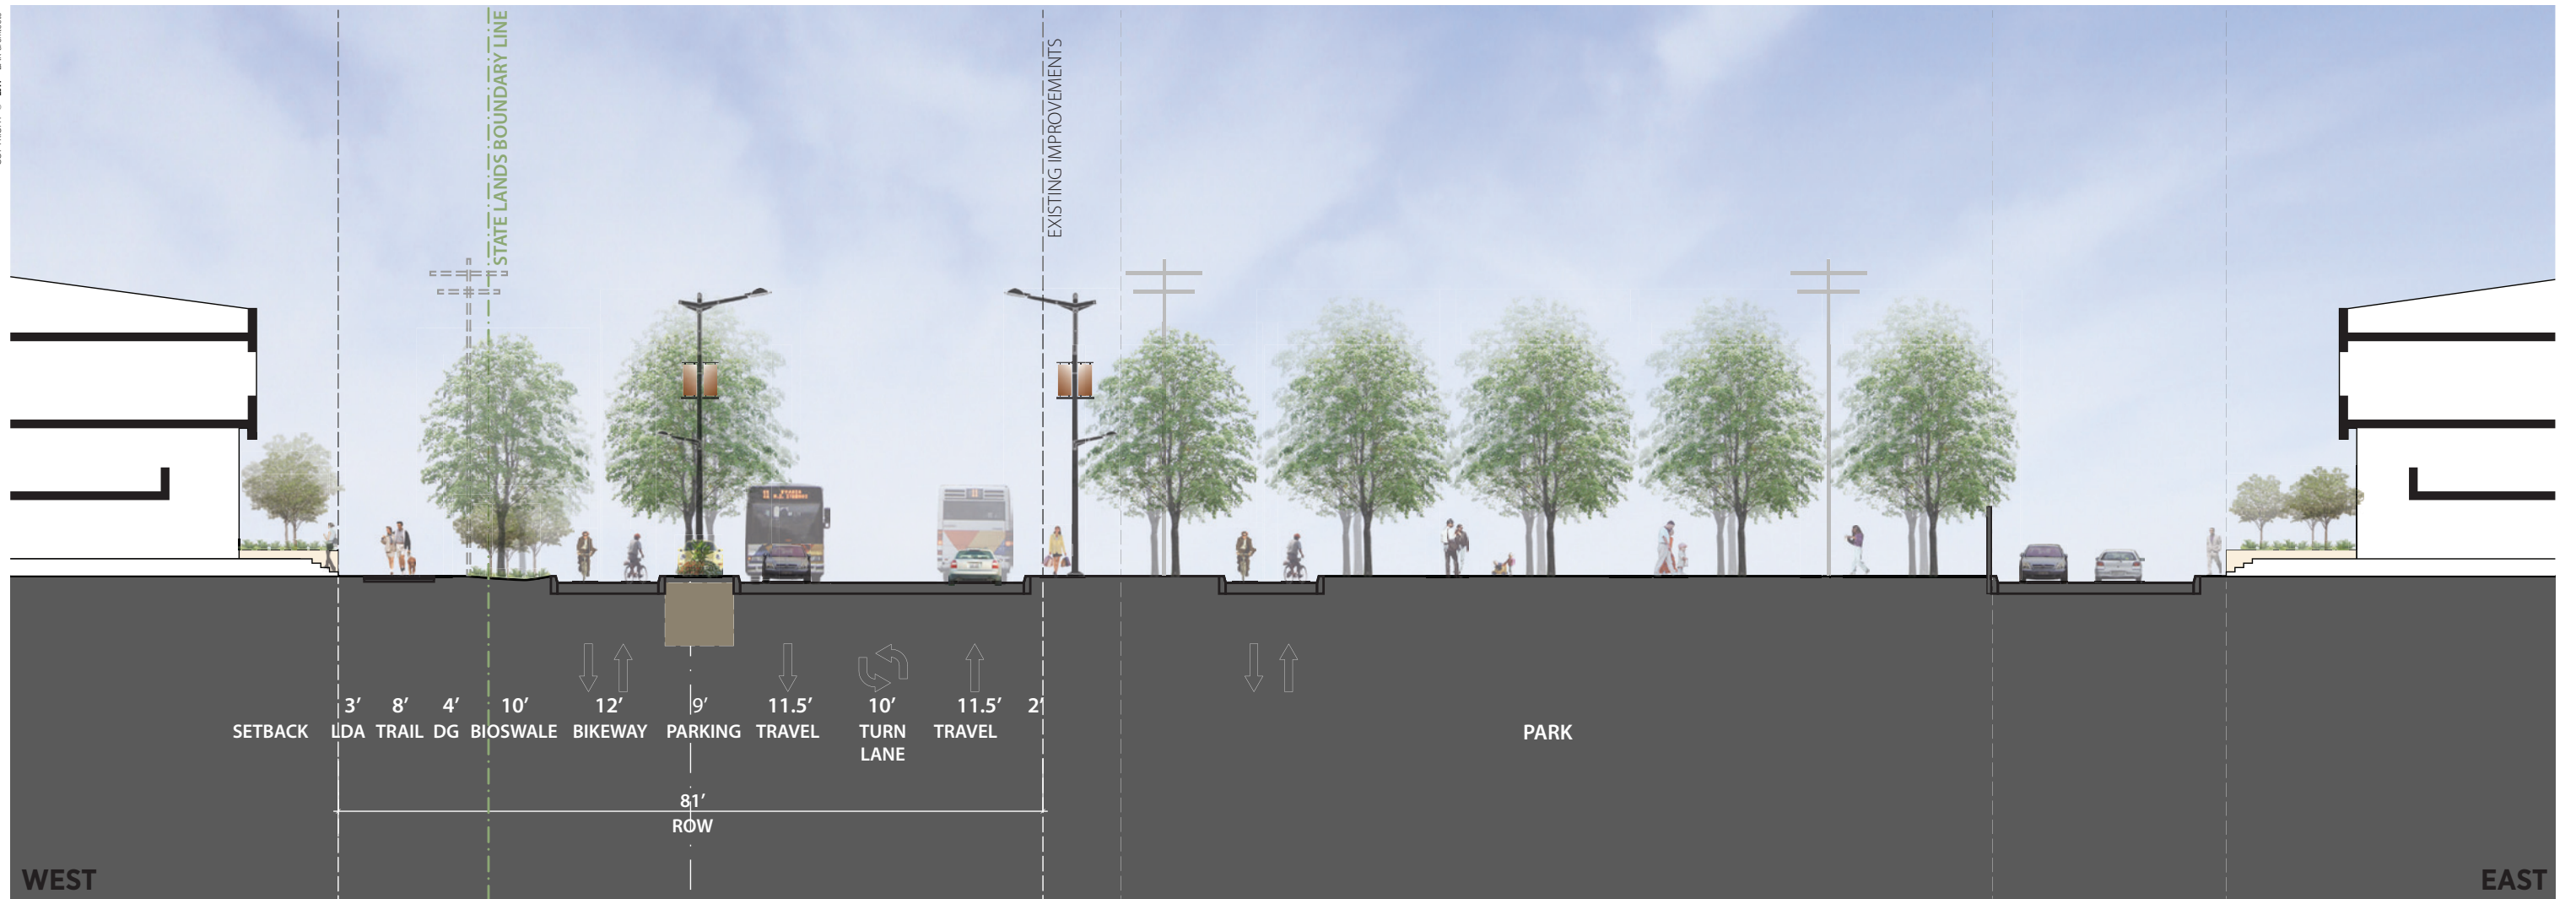 STATE LANDS BOUNDARY LINE
EXISTING IMPROVEMENTS
3’ 8’ 4’ 10’ 12’ 9’ 11.5’ 10’ 11.5’ 2’
SETBACK LDA TRAIL DG BIOSWALE BIKEWAY PARKING TRAVEL TURN LANE TRAVEL
PARK
81’
ROW
WEST
EAST